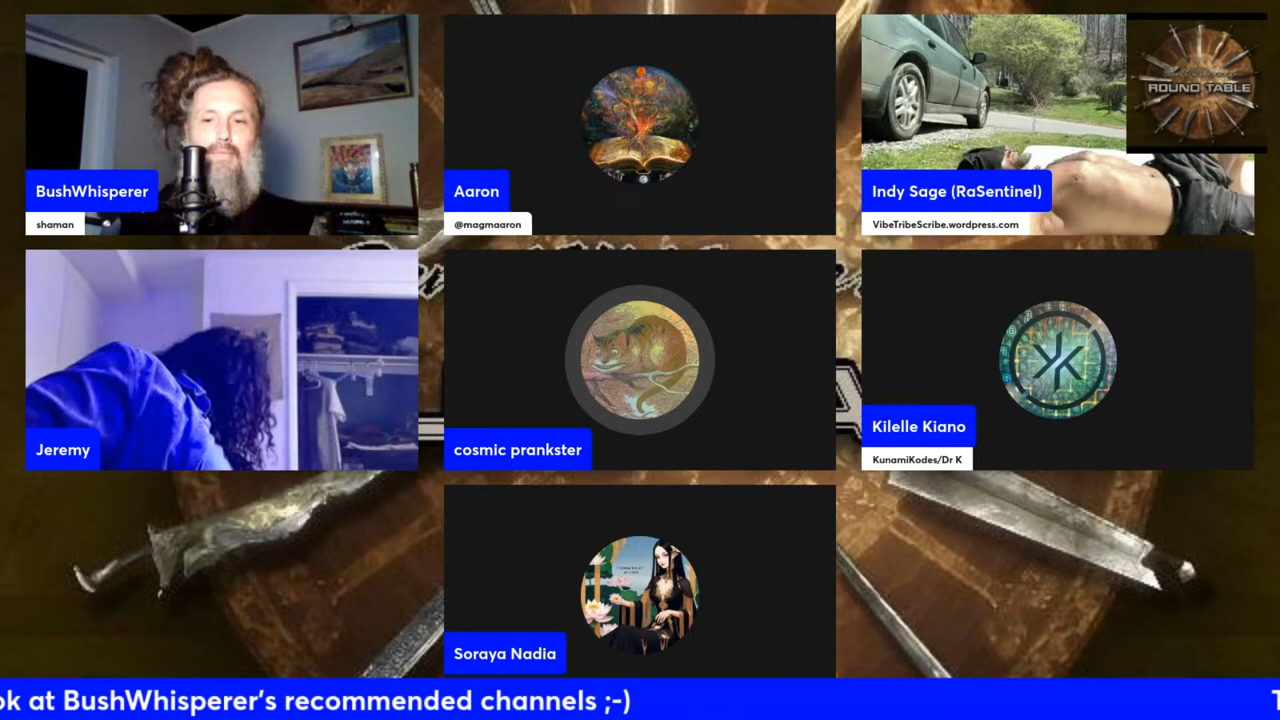 BushWhisperer
shaman
Aaron
@magmaaron
Indy Sage (RaSentinel)
VibeTribeScribe.wordpress.com
ROUND TABLE
Jeremy
cosmic prankster
Kilelle Kiano
KunamiKodes/Dr K
Soraya Nadia
ok at BushWhisperer's recommended channels ;-)